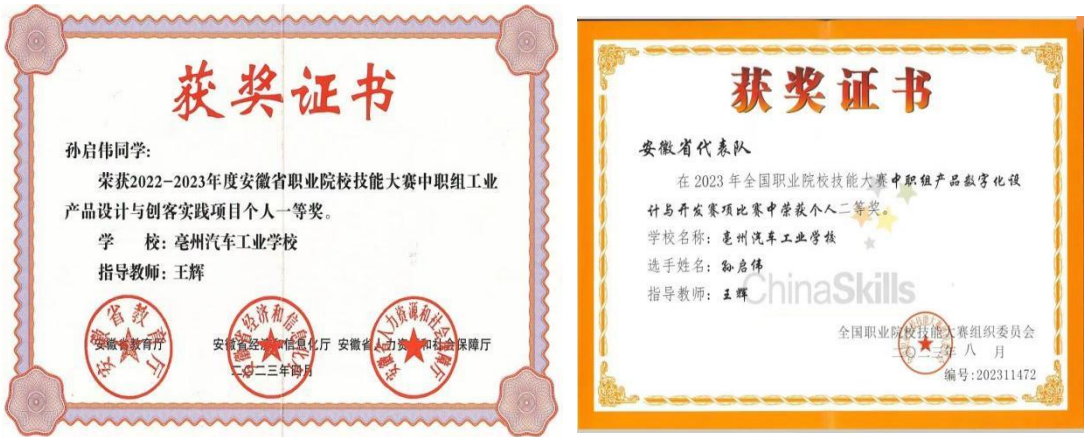 获奖证书
孙启伟同学：
荣获2022-2023年度安徽省职业院校技能大赛中职组工业
产品设计与创客实践项目个人一等奖。
学 校：亳州汽车工业学校
指导教师：王辉
安徽省教育厅 安徽省经济和信息化厅 安徽省人力资源和社会保障厅
二〇二三年四月
获奖证书
安徽省代表队
在 2023 年全国职业院校技能大赛中职组产品数字化设
计与开发赛项比赛中荣获个人二等奖。
学校名称：亳州汽车工业学校
选手姓名：孙启伟
指导教师：王辉
ChinaSkills
全国职业院校技能大赛组织委员会
二〇二三年 八 月
编号：202311472